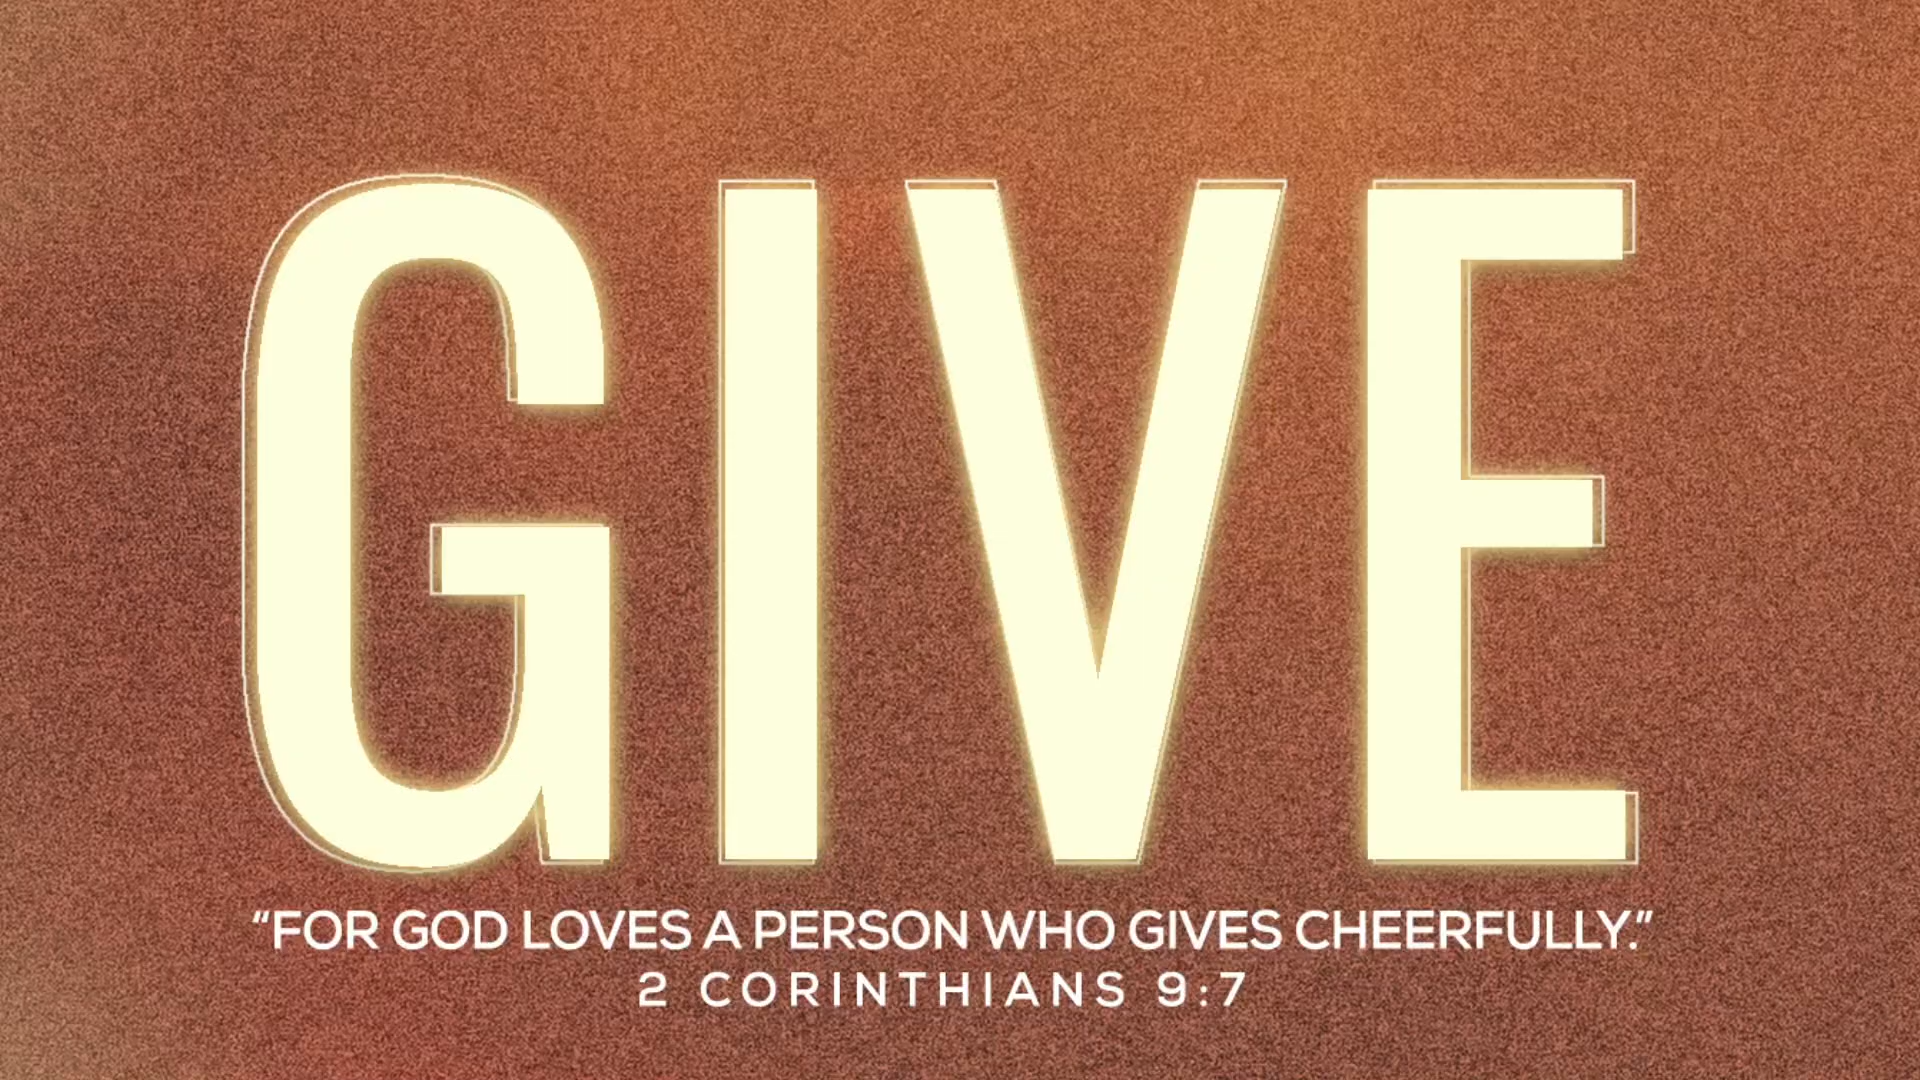 GIVE
“FOR GOD LOVES A PERSON WHO GIVES CHEERFULLY.”
2 CORINTHIANS 9:7